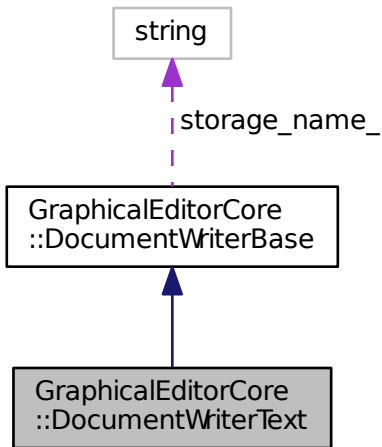 string
storage_name_
GraphicalEditorCore
::DocumentWriterBase
GraphicalEditorCore
::DocumentWriterText